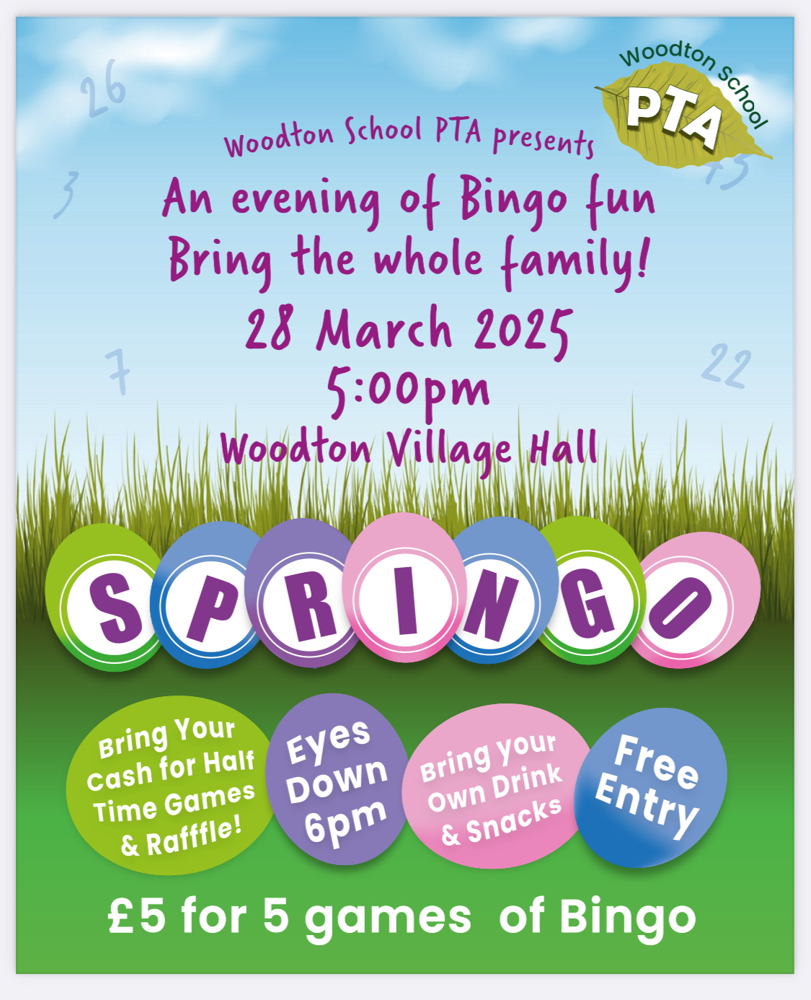 Woodton School
PTA
26
Woodton School PTA presents
3
An evening of Bingo fun
Bring the whole family!
28 March 2025
7
22
5:00pm
Woodton Village Hall
SPRINGO
Bring Your
Cash for Half
Time Games
& Rafffle!
Eyes
Down
6pm
Bring your
Own Drink
& Snacks
Free
Entry
£5 for 5 games of Bingo